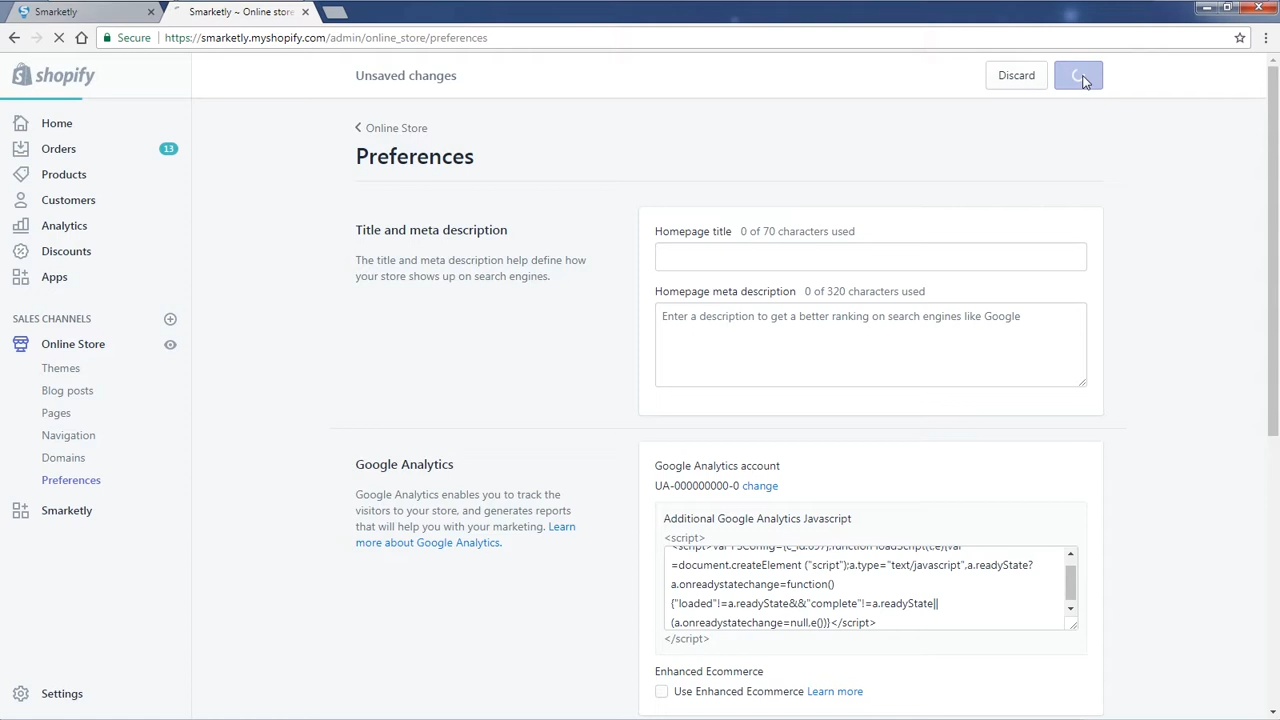 Smarketly
Smarketly ~ Online store
Secure https://smarketly.myshopify.com/admin/online_store/preferences
shopify
Unsaved changes
Discard
Home
Orders 13
Products
Customers
Analytics
Discounts
Apps
SALES CHANNELS
Online Store
Themes
Blog posts
Pages
Navigation
Domains
Preferences
Smarketly
Settings
Online Store
Preferences
Title and meta description
The title and meta description help define how
your store shows up on search engines.
Homepage title 0 of 70 characters used
Homepage meta description 0 of 320 characters used
Enter a description to get a better ranking on search engines like Google
Google Analytics
Google Analytics enables you to track the
visitors to your store, and generates reports
that will help you with your marketing. Learn
more about Google Analytics.
Google Analytics account
UA-000000000-0 change
Additional Google Analytics Javascript
<script>
=document.createElement ("script");a.type="text/javascript",a.readyState?
a.onreadystatechange=function()
{"loaded"!=a.readyState&&"complete"!=a.readyState||
(a.onreadystatechange=null,e())}</script>
</script>
Enhanced Ecommerce
Use Enhanced Ecommerce Learn more